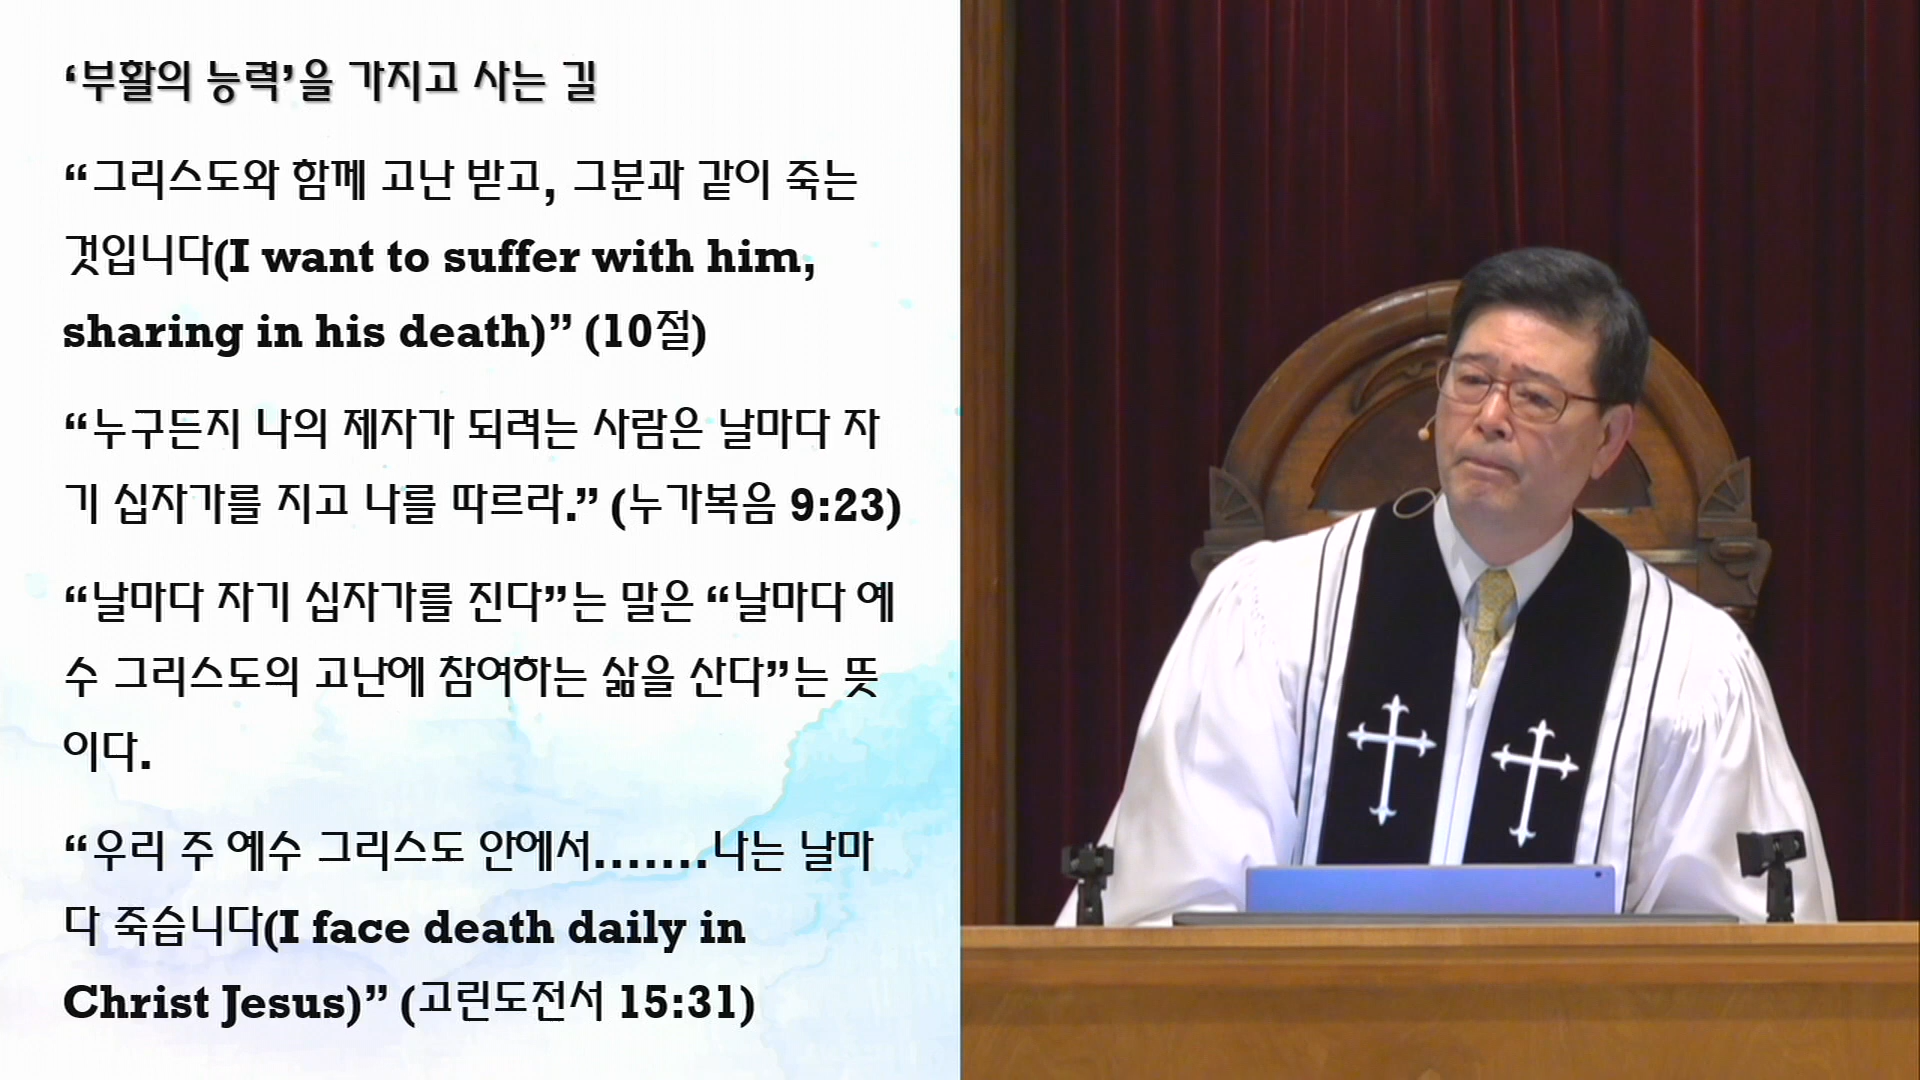 ‘부활의 능력’을 가지고 사는 길
“그리스도와 함께 고난 받고, 그분과 같이 죽는
것입니다(I want to suffer with him,
sharing in his death)” (10절)
“누구든지 나의 제자가 되려는 사람은 날마다 자
기 십자가를 지고 나를 따르라.” (누가복음 9:23)
“날마다 자기 십자가를 진다”는 말은 “날마다 예
수 그리스도의 고난에 참여하는 삶을 산다”는 뜻
이다.
“우리 주 예수 그리스도 안에서.......나는 날마
다 죽습니다(I face death daily in
Christ Jesus)” (고린도전서 15:31)